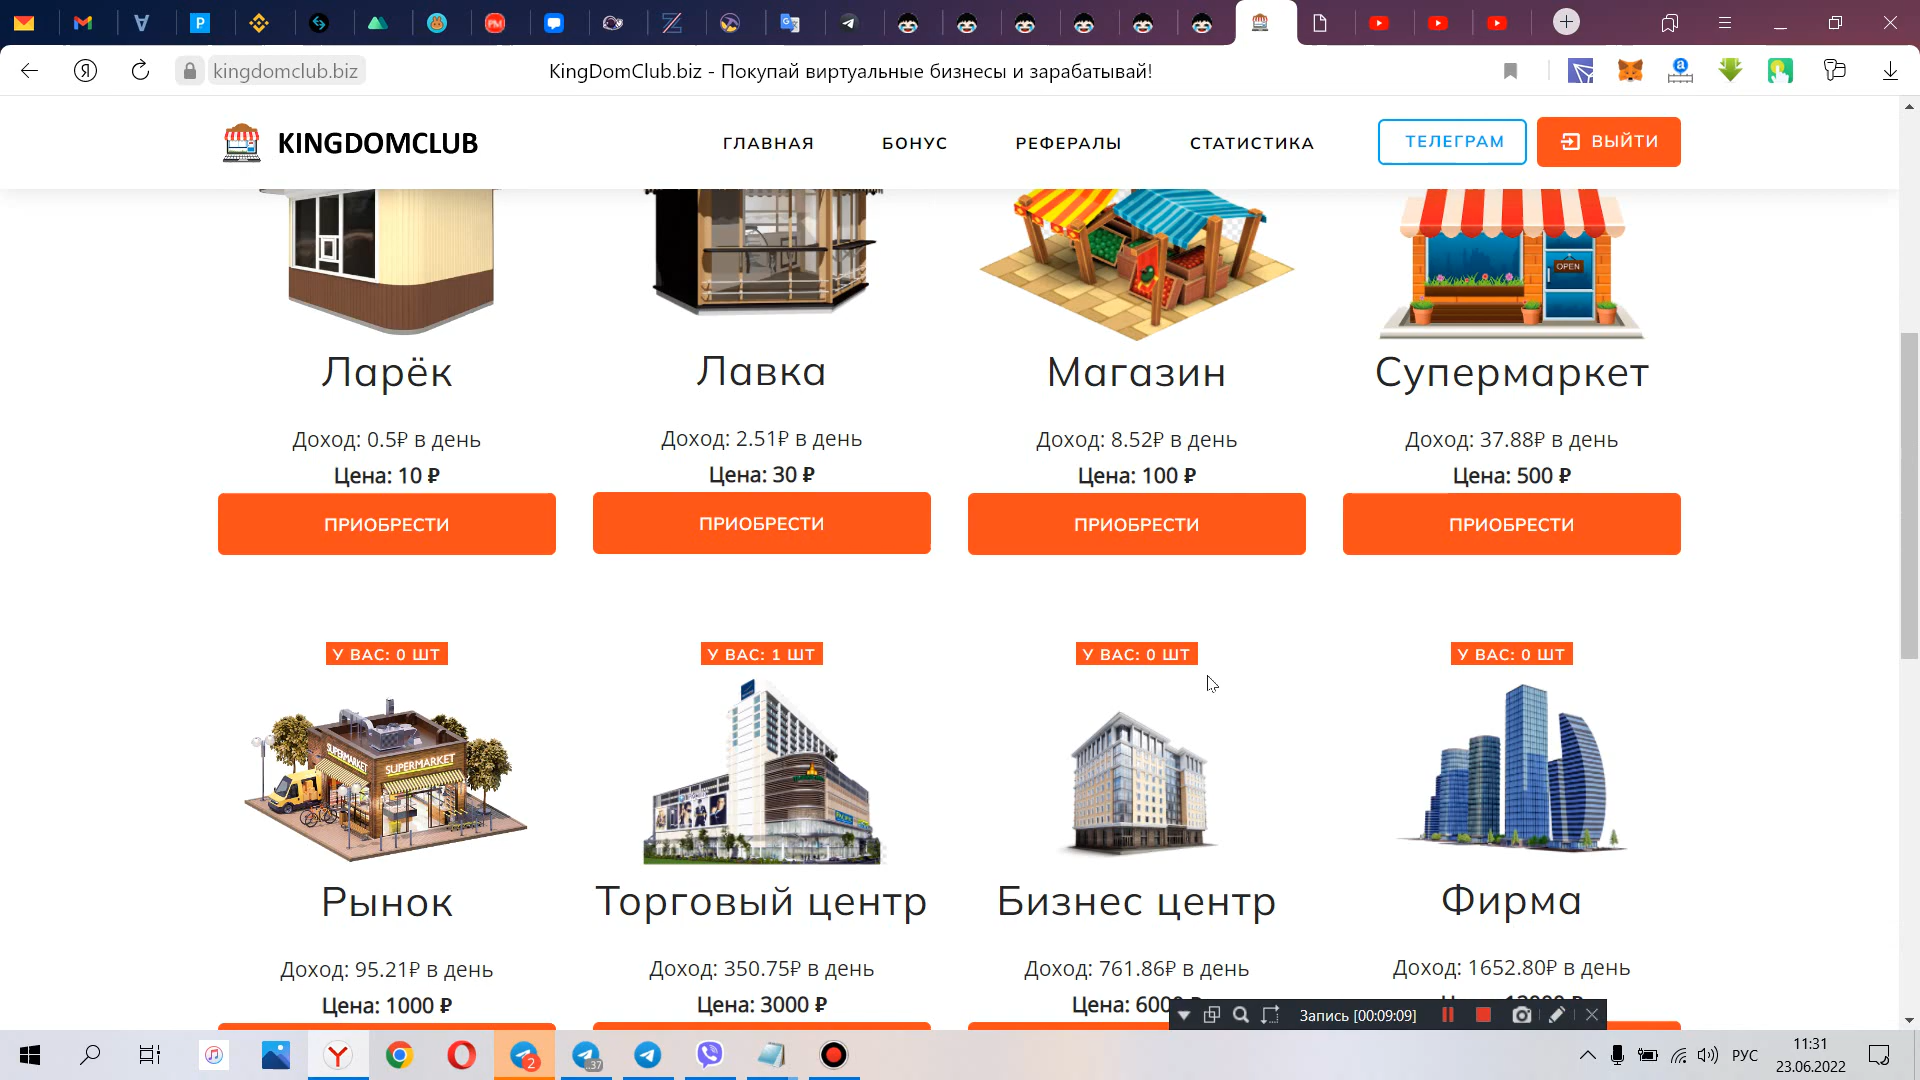 kingdomclub.biz
KingDomClub.biz - Покупай виртуальные бизнесы и зарабатывай!
KINGDOMCLUB
ГЛАВНАЯ
БОНУС
РЕФЕРАЛЫ
СТАТИСТИКА
ТЕЛЕГРАМ
ВЫЙТИ
OPEN
Ларёк
Лавка
Магазин
Супермаркет
Доход: 0.5₽ в день
Доход: 2.51₽ в день
Доход: 8.52₽ в день
Доход: 37.88₽ в день
Цена: 10 ₽
Цена: 30 ₽
Цена: 100 ₽
Цена: 500 ₽
ПРИОБРЕСТИ
ПРИОБРЕСТИ
ПРИОБРЕСТИ
ПРИОБРЕСТИ
У ВАС: 0 ШТ
У ВАС: 1 ШТ
У ВАС: 0 ШТ
У ВАС: 0 ШТ
SUPERMARKET
SUPERMARKET
Рынок
Торговый центр
Бизнес центр
Фирма
Доход: 95.21₽ в день
Доход: 350.75₽ в день
Доход: 761.86₽ в день
Доход: 1652.80₽ в день
Цена: 1000 ₽
Цена: 3000 ₽
Цена: 6000
Запись [00:09:09]
2
37
РУС
11:31
23.06.2022